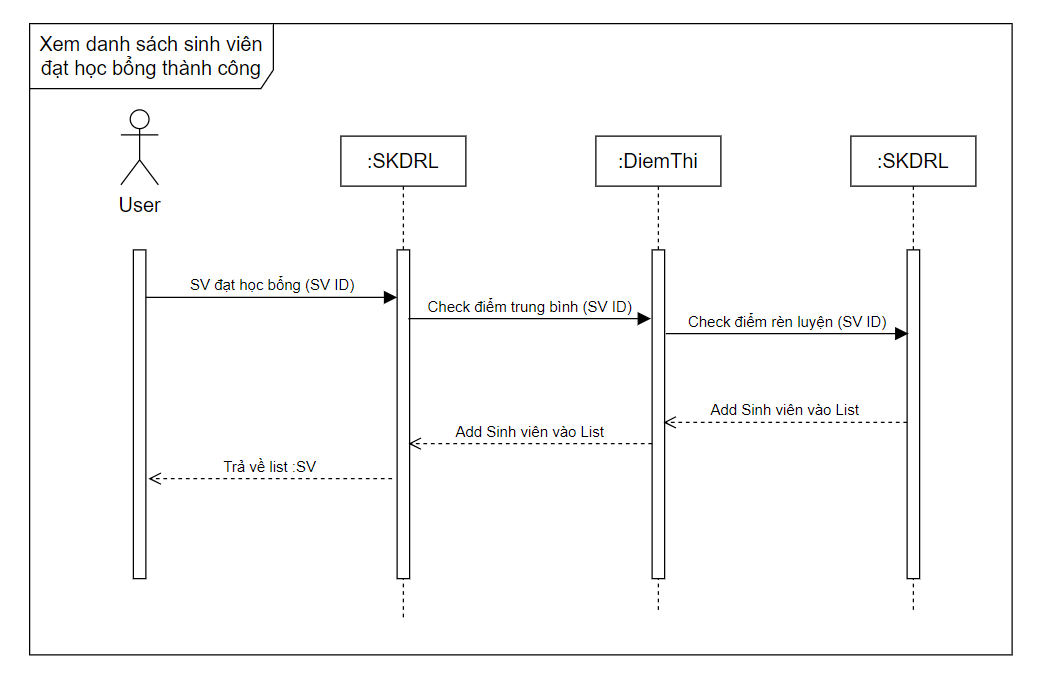 Xem danh sách sinh viên
đạt học bổng thành công
User
:SKDRL
:DiemThi
:SKDRL
SV đạt học bổng (SV ID)
Check điểm trung bình (SV ID)
Check điểm rèn luyện (SV ID)
Add Sinh viên vào List
Add Sinh viên vào List
Trả về list :SV